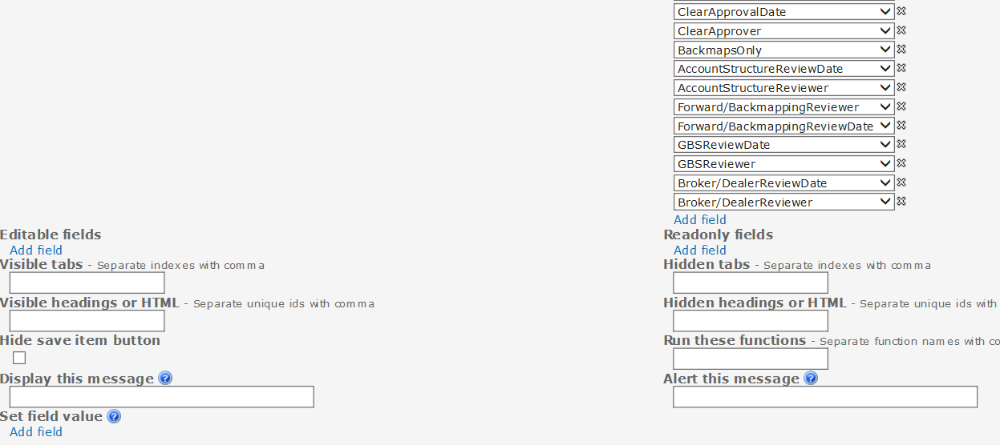 ClearApprovalDate
ClearApprover
BackmapsOnly
AccountStructureReviewDate
AccountStructureReviewer
Forward/BackmappingReviewer
Forward/BackmappingReviewDate
GBSReviewDate
GBSReviewer
Broker/DealerReviewDate
Broker/DealerReviewer
Add field
Editable fields
Readonly fields
Add field
Add field
Visible tabs - Separate indexes with comma
Hidden tabs - Separate indexes with comma
Visible headings or HTML - Separate unique ids with comma
Hidden headings or HTML - Separate unique ids with
Hide save item button
Run these functions - Separate function names with co
Display this message ?
Alert this message ?
Set field value ?
Add field